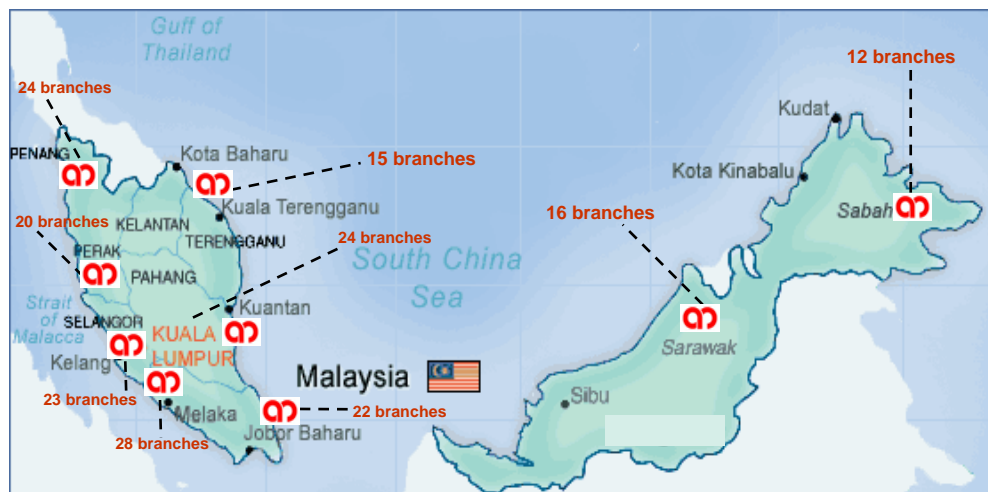 Gulf of
Thailand
12 branches
24 branches
Kudat
PENANG
Kota Baharu
15 branches
Kota Kinabalu
Kuala Terengganu
16 branches
Sabah
20 branches
KELANTAN
24 branches
TERENGGANU
PERAK
South China
Sea
PAHANG
Strait
of
Malacca
Kuantan
SELANGOR
KUALA
LUMPUR
Sarawak
Kelang
Malaysia
Sibu
23 branches
Melaka
22 branches
Johor Baharu
28 branches